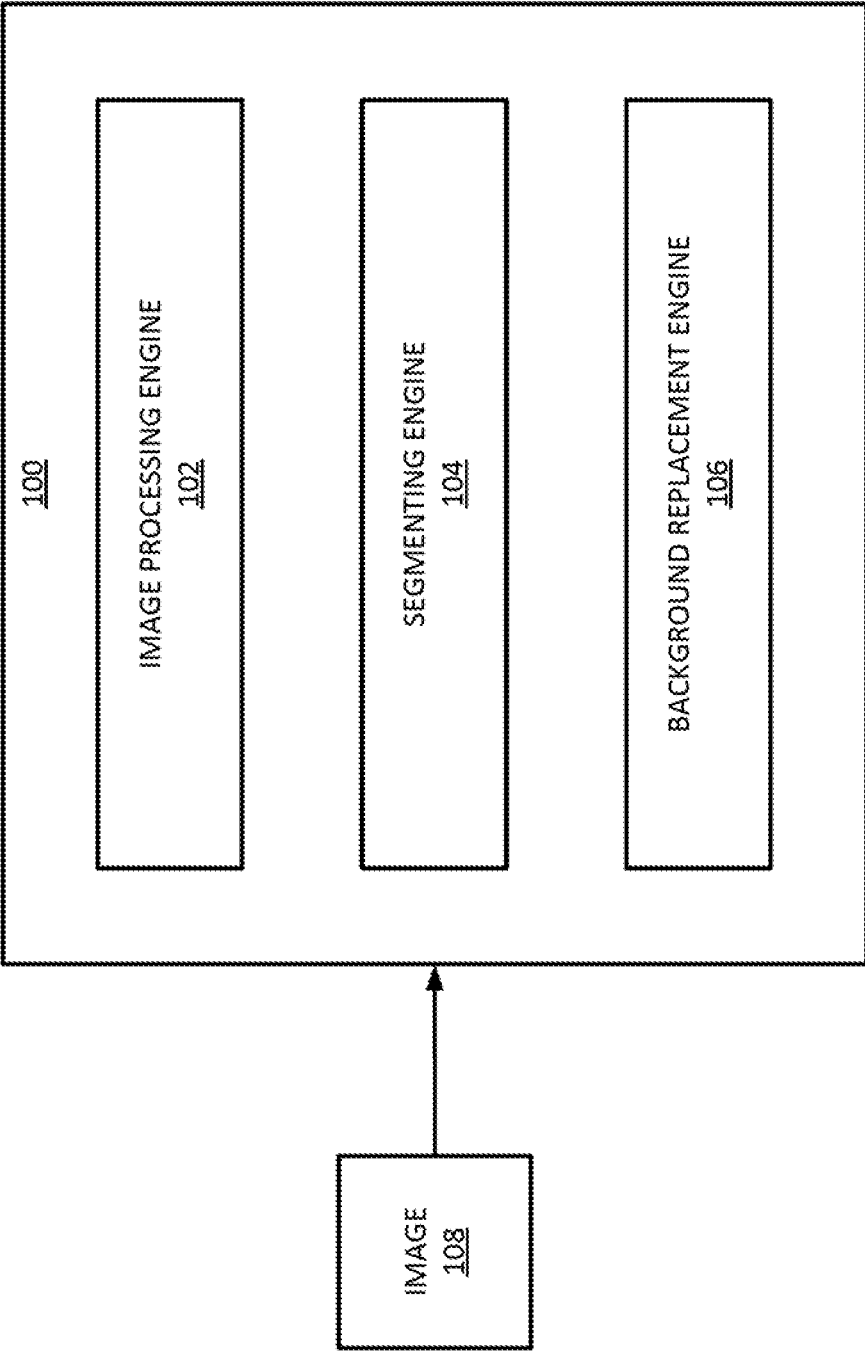 100
IMAGE PROCESSING ENGINE
102
SEGMENTING ENGINE
104
BACKGROUND REPLACEMENT ENGINE
106
IMAGE
108